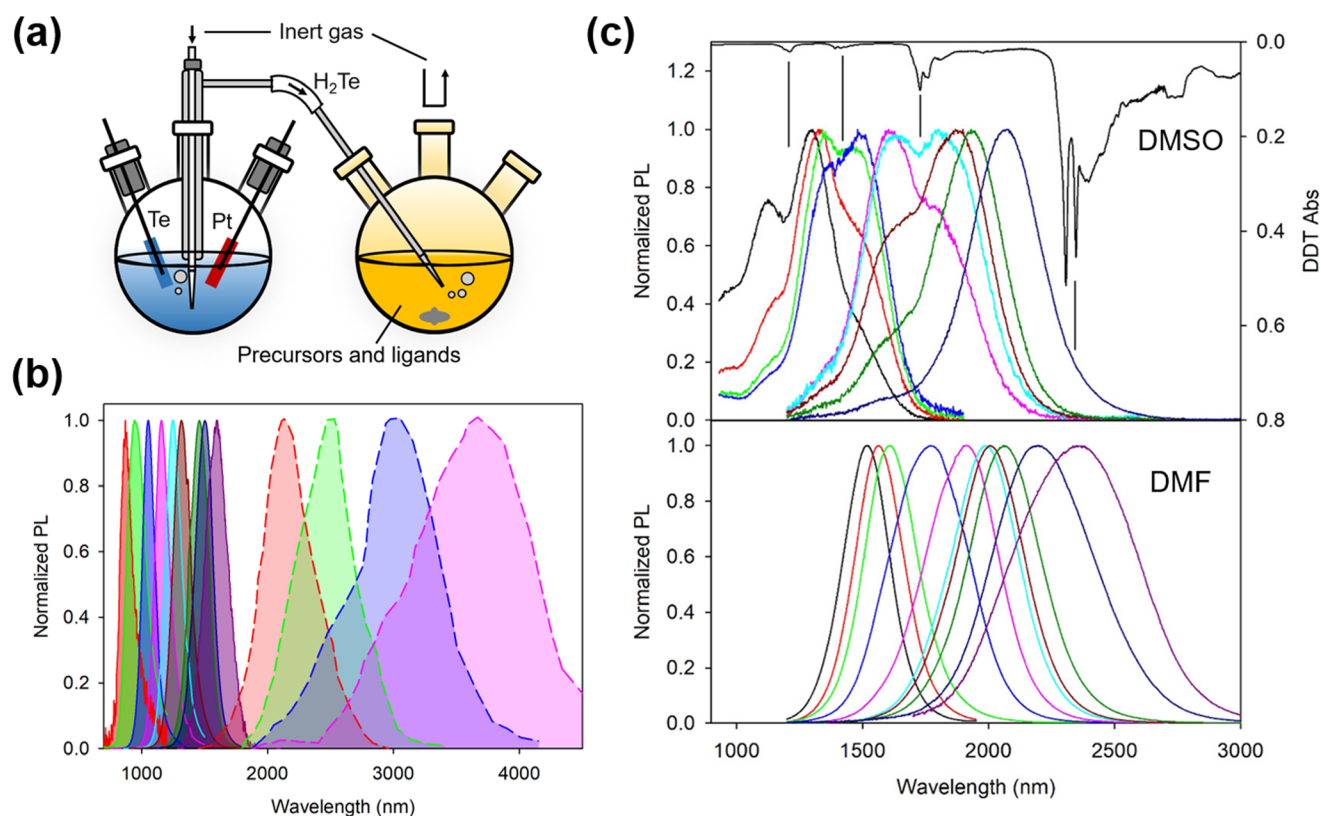 (a)
Inert gas
H2Te
Te
Pt
Precursors and ligands
(b)
Normalized PL
1.0
0.8
0.6
0.4
0.2
0.0
1000 2000 3000 4000
Wavelength (nm)
(c)
Normalized PL
1.2
1.0
0.8
0.6
0.4
0.2
0.0
DMSO
0.0
0.2
0.4
0.6
0.8
DDT Abs
Normalized PL
1.0
0.8
0.6
0.4
0.2
0.0
DMF
1000 1500 2000 2500 3000
Wavelength (nm)